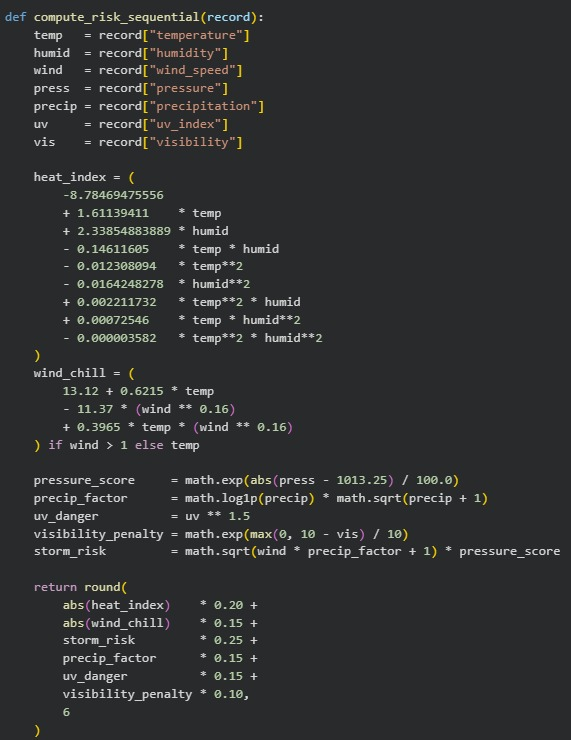 def compute_risk_sequential(record):
    temp   = record["temperature"]
    humid  = record["humidity"]
    wind   = record["wind_speed"]
    press  = record["pressure"]
    precip = record["precipitation"]
    uv     = record["uv_index"]
    vis    = record["visibility"]

    heat_index = (
        -8.78469475556
        + 1.61139411    * temp
        + 2.33854883889 * humid
        - 0.14611605    * temp * humid
        - 0.012308094   * temp**2
        - 0.0164248278  * humid**2
        + 0.002211732   * temp**2 * humid
        + 0.00072546    * temp * humid**2
        - 0.000003582   * temp**2 * humid**2
    )
    wind_chill = (
        13.12 + 0.6215 * temp
        - 11.37 * (wind ** 0.16)
        + 0.3965 * temp * (wind ** 0.16)
    ) if wind > 1 else temp

    pressure_score     = math.exp(abs(press - 1013.25) / 100.0)
    precip_factor      = math.log1p(precip) * math.sqrt(precip + 1)
    uv_danger          = uv ** 1.5
    visibility_penalty = math.exp(max(0, 10 - vis) / 10)
    storm_risk         = math.sqrt(wind * precip_factor + 1) * pressure_score

    return round(
        abs(heat_index)    * 0.20 +
        abs(wind_chill)    * 0.15 +
        storm_risk         * 0.25 +
        precip_factor      * 0.15 +
        uv_danger          * 0.15 +
        visibility_penalty * 0.10,
        6
    )